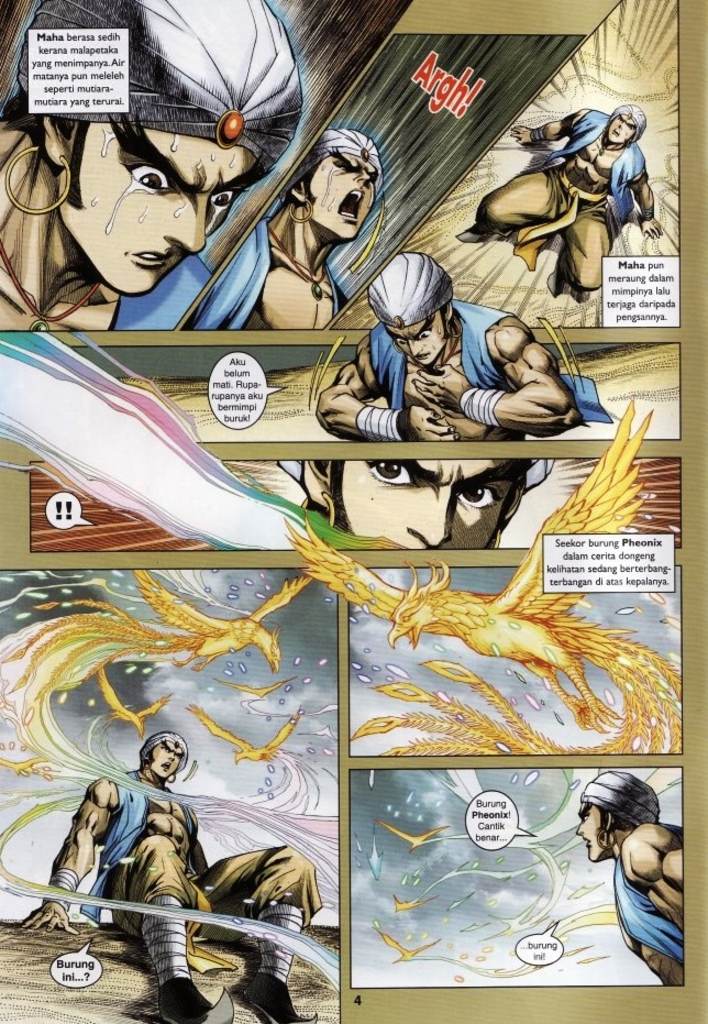 Maha berasa sedih
kerana malapetaka
yang menimpanya. Air
matanya pun meleleh
seperti mutiara-
mutiara yang terurai.
Argh!
Maha pun
meraung dalam
mimpinya lalu
terjaga daripada
pengsannya.
Aku
belum
mati. Rupa-
rupanya aku
bermimpi
buruk!
!!
Seekor burung Pheonix
dalam cerita dongeng
kelihatan sedang berterbang-
terbangan di atas kepalanya.
Burung
ini...?
Burung
Pheonix!
Cantik
benar...
...burung
ini!
4